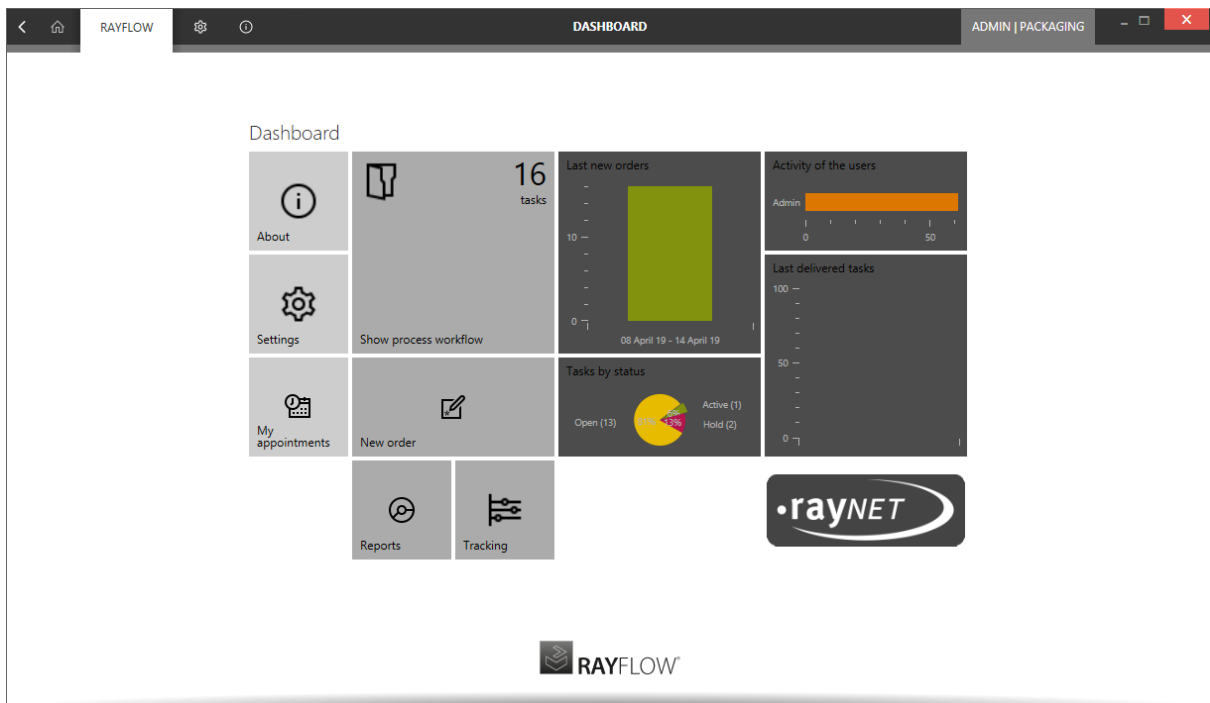 RAYFLOW
DASHBOARD
ADMIN | PACKAGING
Dashboard
About
16
tasks
Show process workflow
Last new orders
10
0
08 April 19 - 14 April 19
Activity of the users
Admin
0
50
Settings
Last delivered tasks
100
50
0
My
appointments
New order
Tasks by status
Open (13)
13%
Active (1)
Hold (2)
Reports
Tracking
rayNET
RAYFLOW®